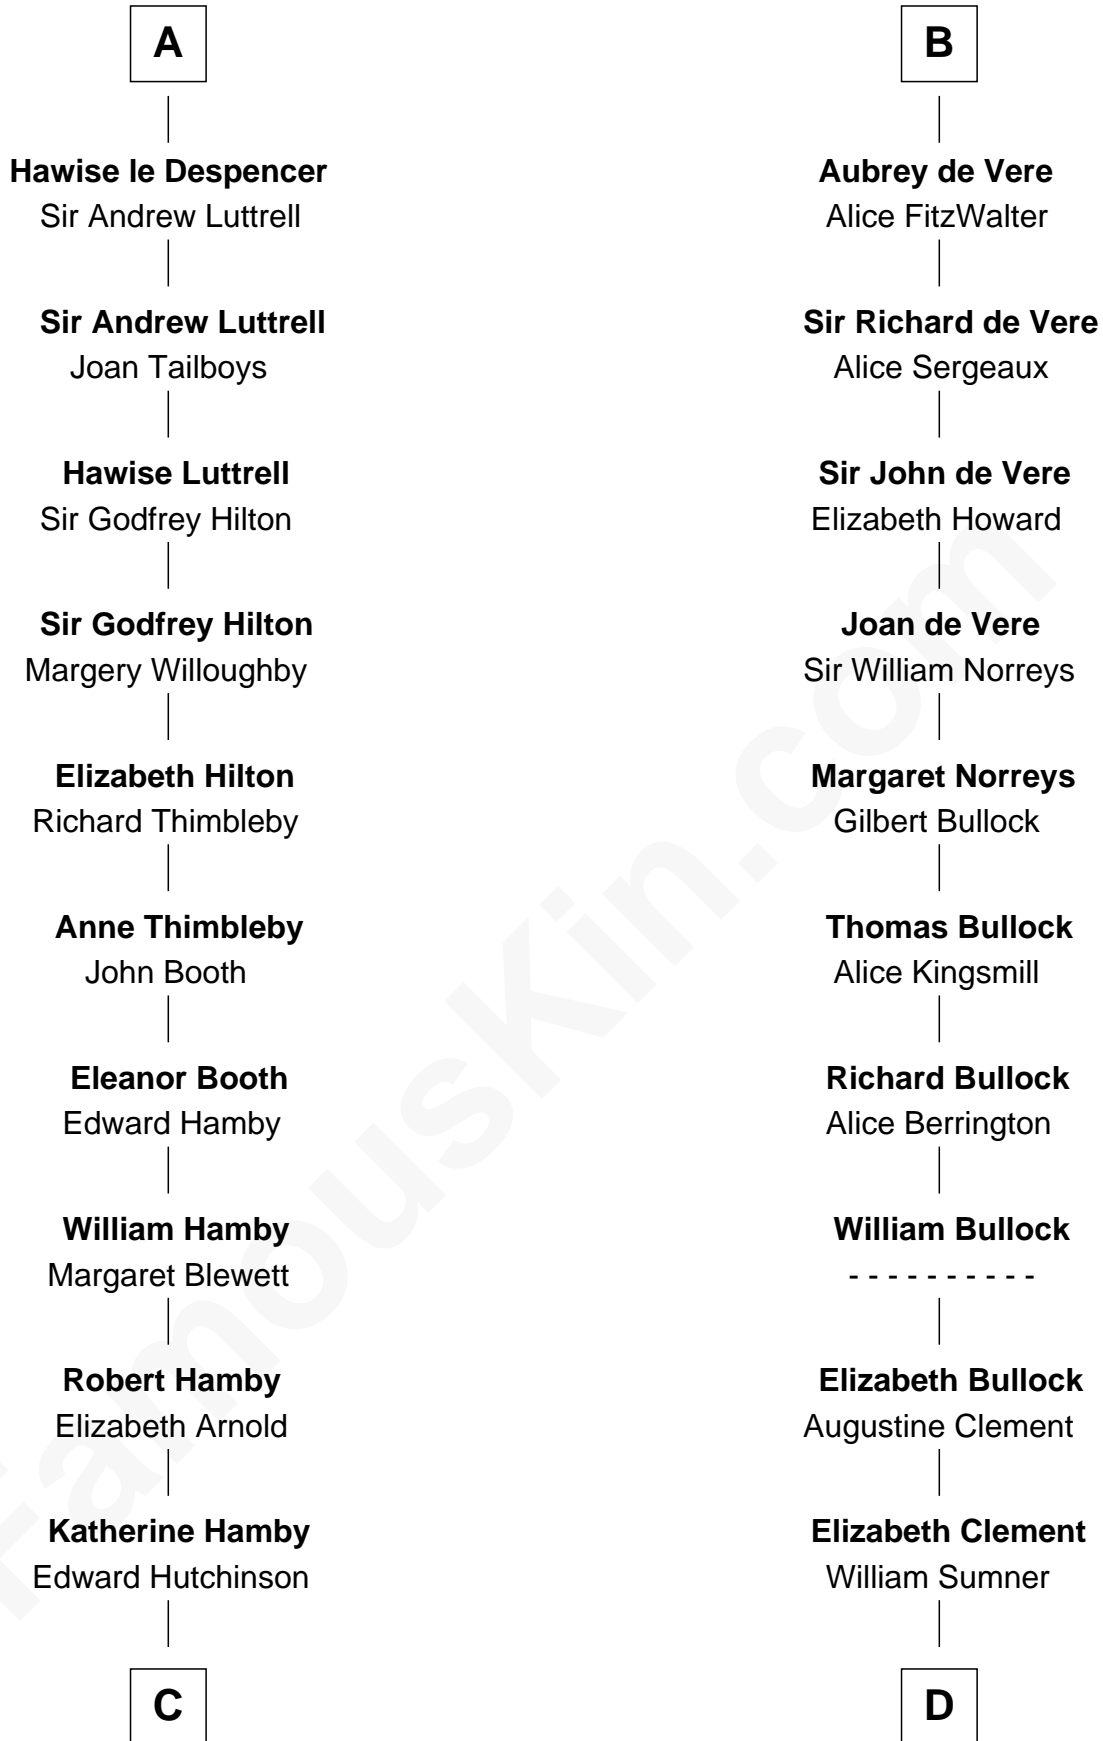 A
Hawise le Despencer
Sir Andrew Luttrell
Sir Andrew Luttrell
Joan Tailboys
Hawise Luttrell
Sir Godfrey Hilton
Sir Godfrey Hilton
Margery Willoughby
Elizabeth Hilton
Richard Thimbleby
Anne Thimbleby
John Booth
Eleanor Booth
Edward Hamby
William Hamby
Margaret Blewett
Robert Hamby
Elizabeth Arnold
Katherine Hamby
Edward Hutchinson
C
B
Aubrey de Vere
Alice FitzWalter
Sir Richard de Vere
Alice Sergeaux
Sir John de Vere
Elizabeth Howard
Joan de Vere
Sir William Norreys
Margaret Norreys
Gilbert Bullock
Thomas Bullock
Alice Kingsmill
Richard Bullock
Alice Berrington
William Bullock
- - - - - - - - - -
Elizabeth Bullock
Augustine Clement
Elizabeth Clement
William Sumner
D
FamousKin.com